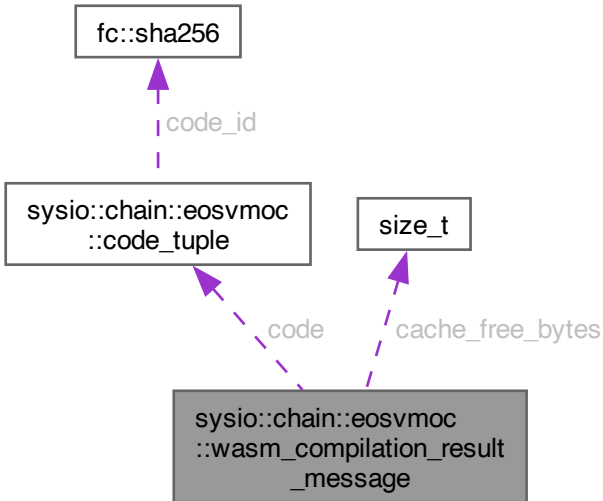 fc::sha256
code_id
sysio::chain::eosvmoc
::code_tuple
size_t
code
cache_free_bytes
sysio::chain::eosvmoc
::wasm_compilation_result
_message